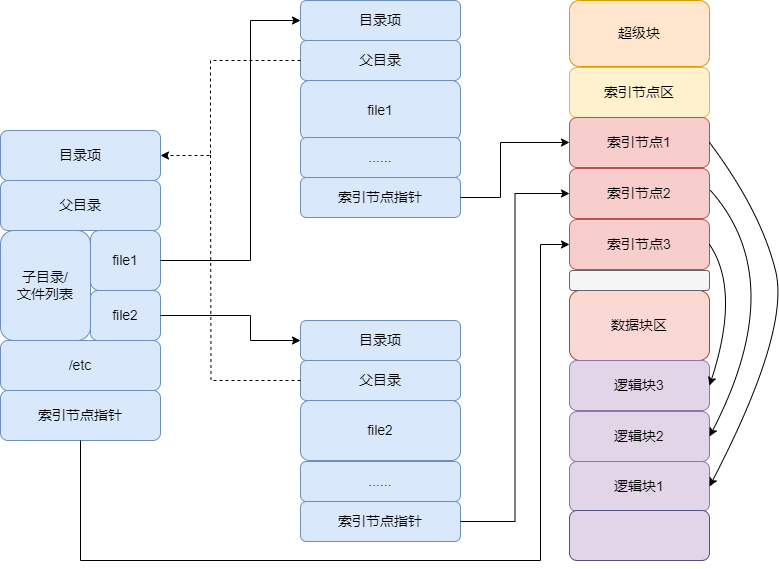 目录项
父目录
子目录/
文件列表
file1
file2
/etc
索引节点指针
目录项
父目录
file1
......
索引节点指针
目录项
父目录
file2
......
索引节点指针
超级块
索引节点区
索引节点1
索引节点2
索引节点3
数据块区
逻辑块3
逻辑块2
逻辑块1